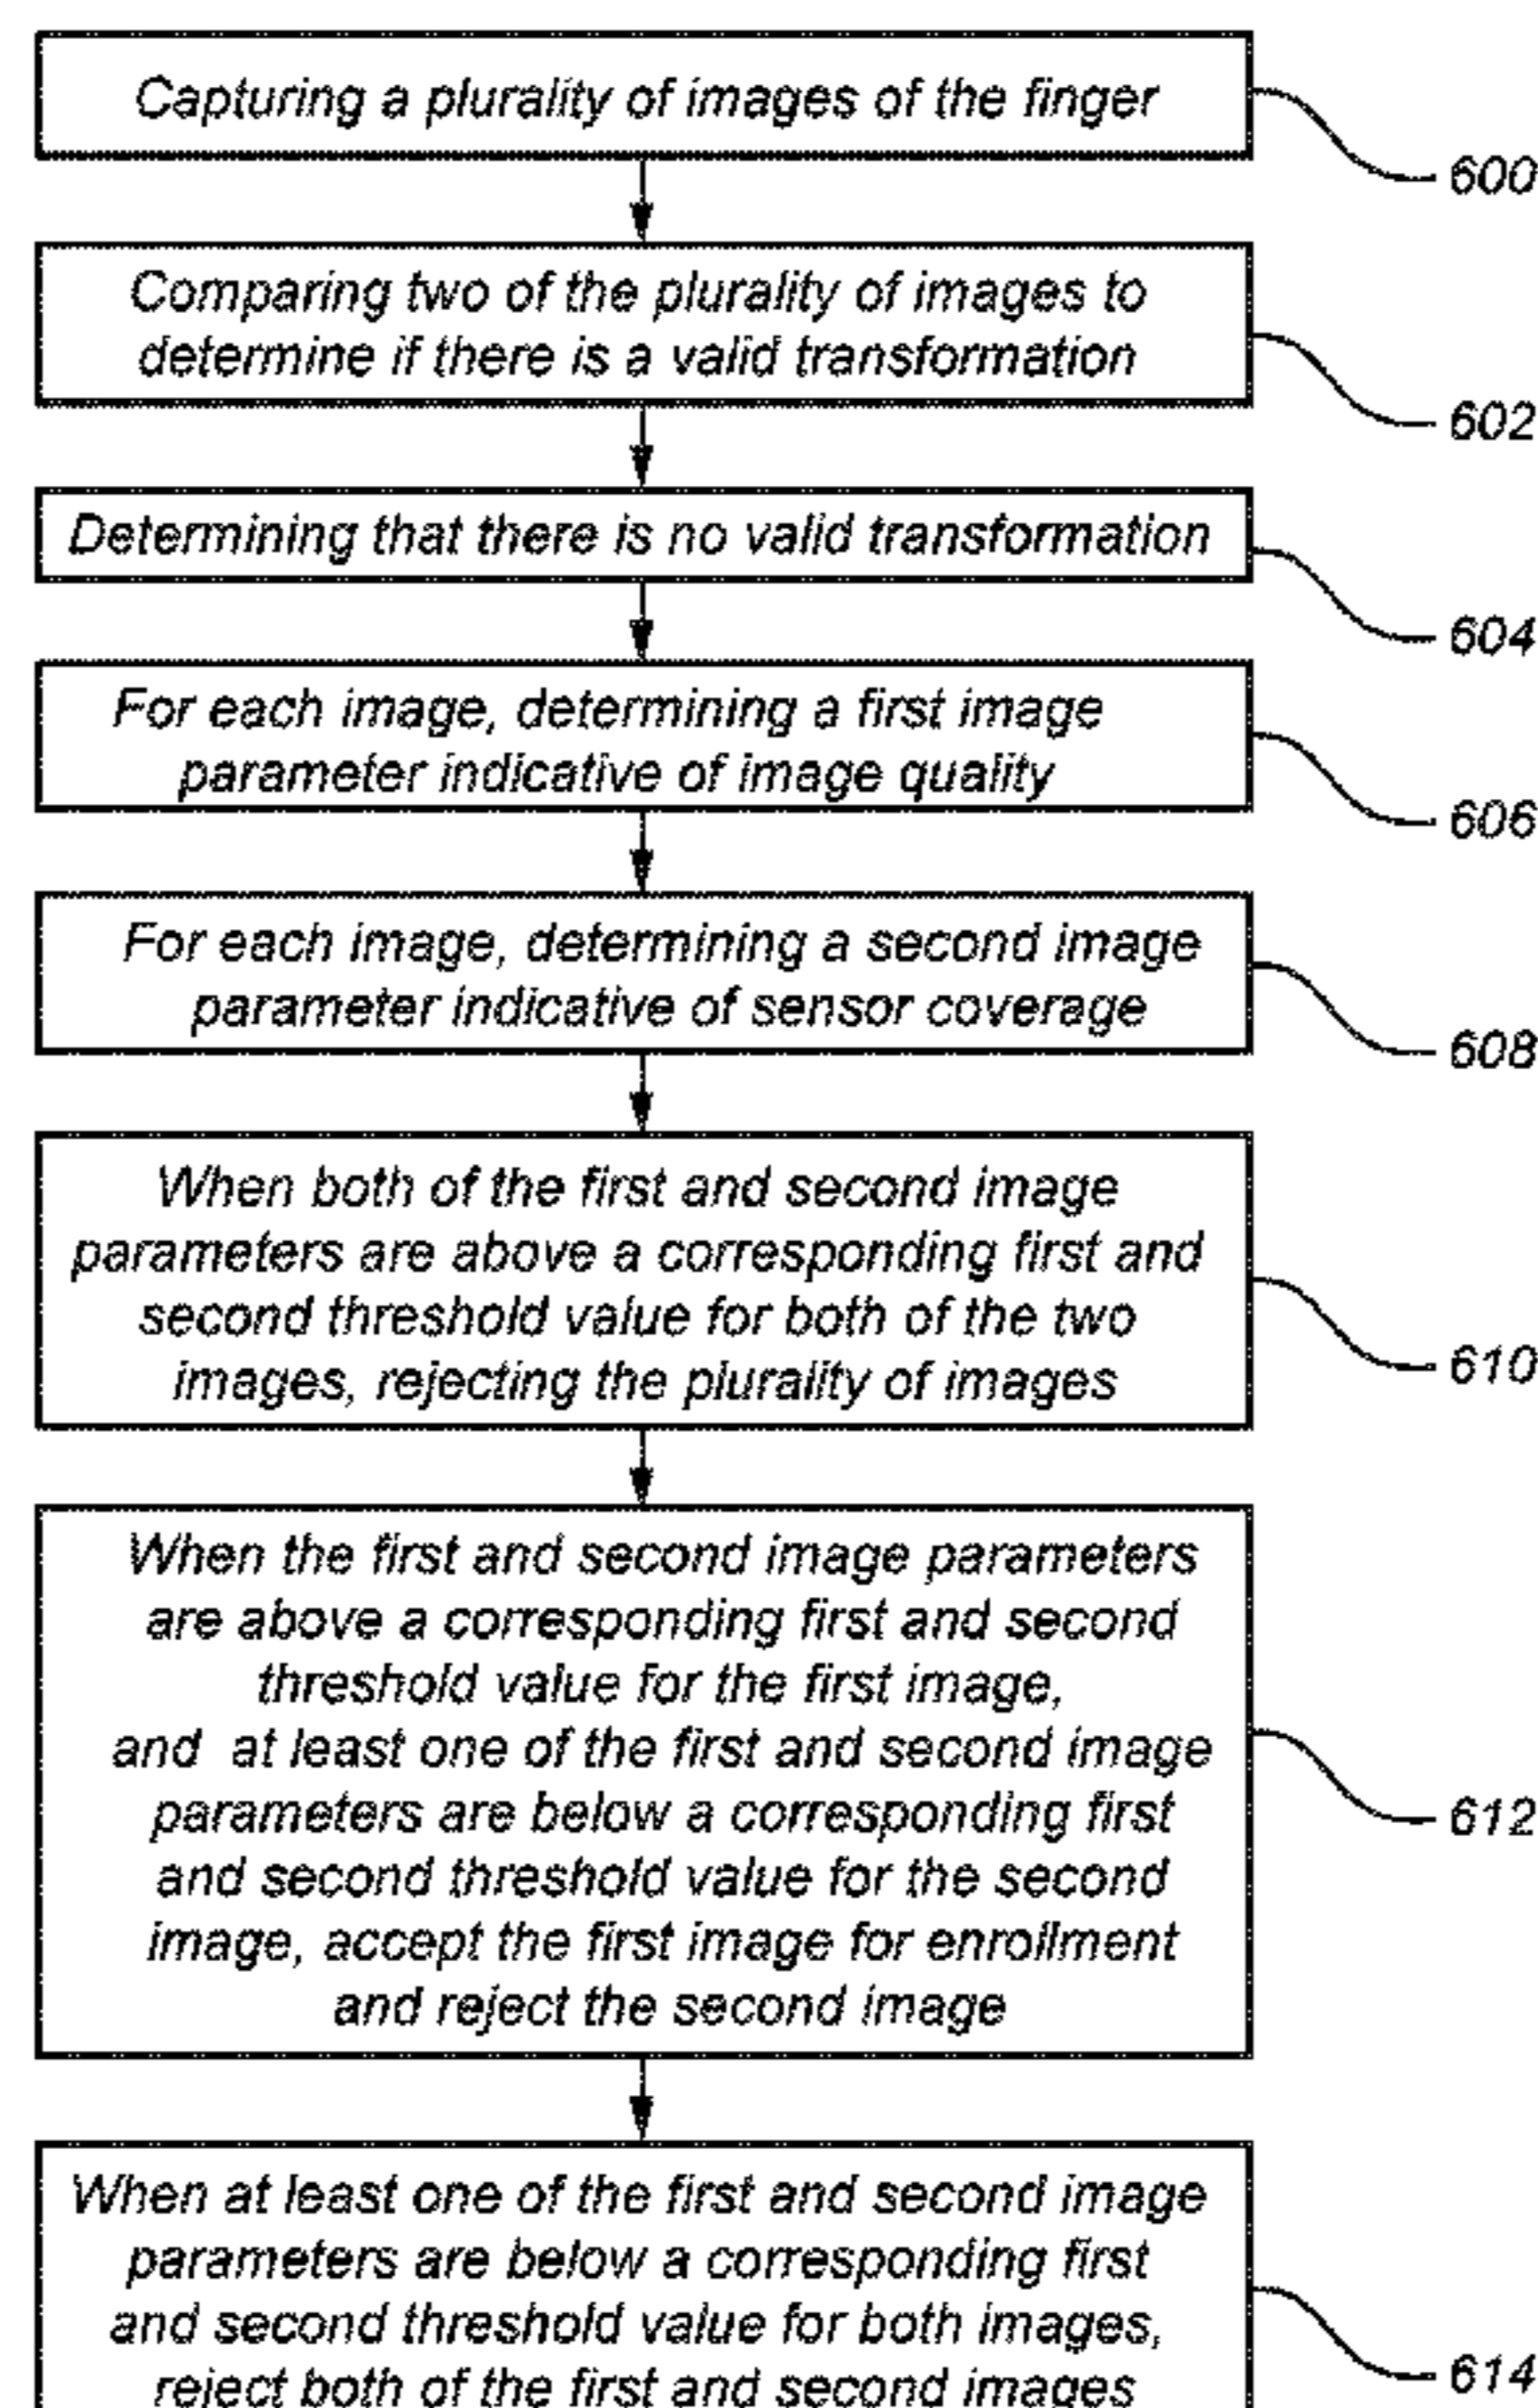 Capturing a plurality of images of the finger
600
Comparing two of the plurality of images to
determine if there is a valid transformation
602
Determining that there is no valid transformation
604
For each image, determining a first image
parameter indicative of image quality
606
For each image, determining a second image
parameter indicative of sensor coverage
608
When both of the first and second image
parameters are above a corresponding first and
second threshold value for both of the two
images, rejecting the plurality of images
610
When the first and second image parameters
are above a corresponding first and second
threshold value for the first image,
and at least one of the first and second image
parameters are below a corresponding first
and second threshold value for the second
image, accept the first image for enrollment
and reject the second image
612
When at least one of the first and second image
parameters are below a corresponding first
and second threshold value for both images,
reject both of the first and second images
614